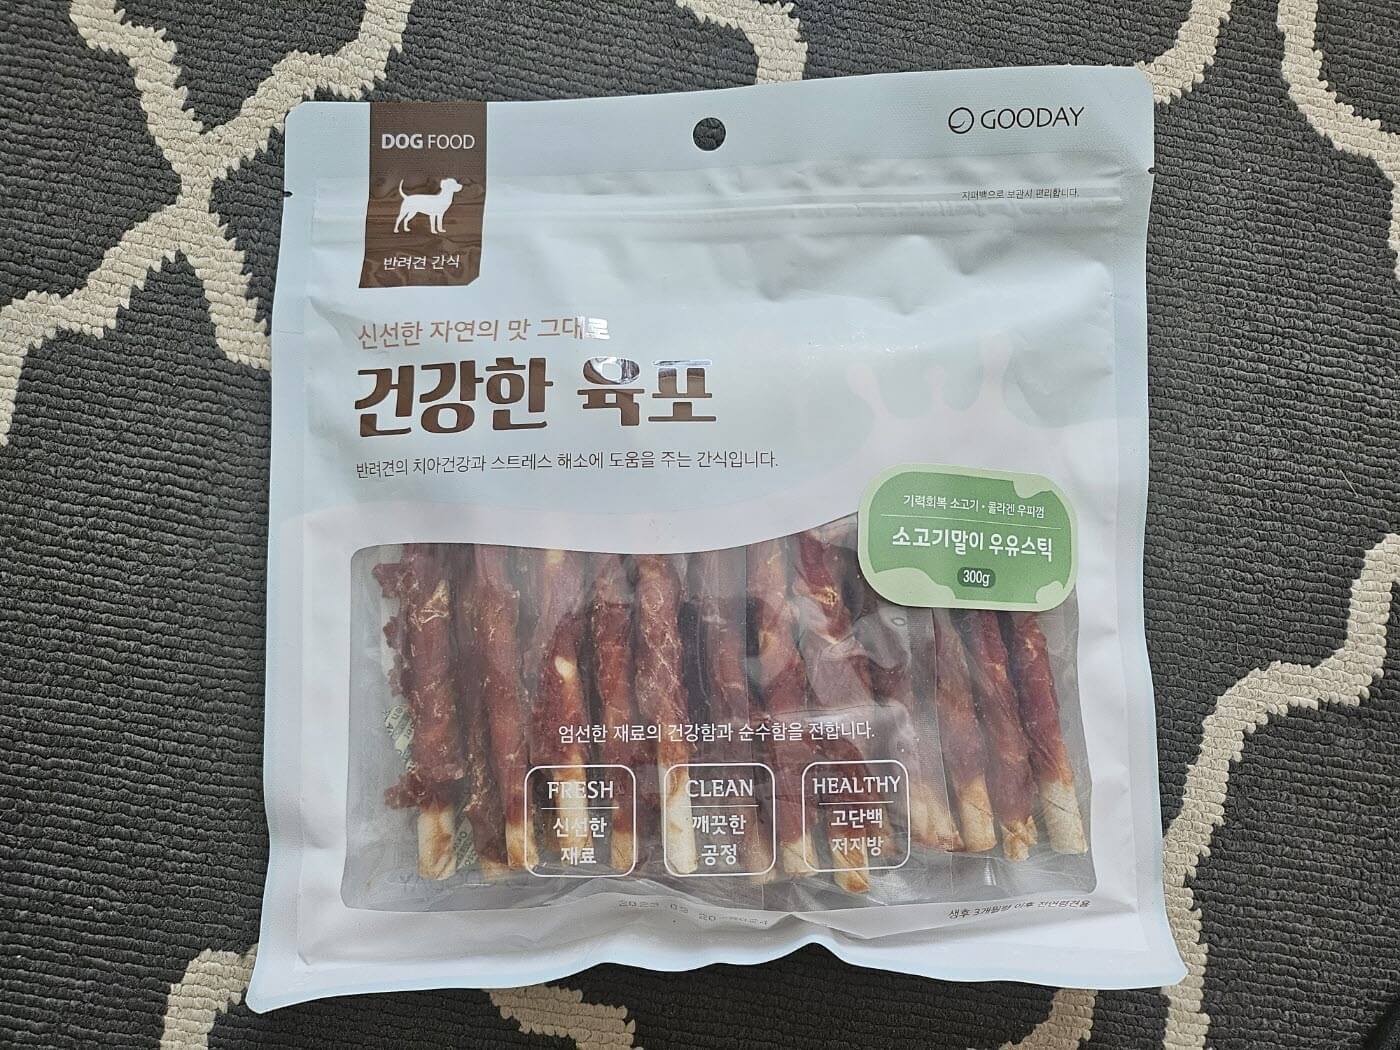 DOG FOOD
반려견 간식
GOODAY
지퍼백으로 보관시 편리합니다.
신선한 자연의 맛 그대로
건강한 육포
반려견의 치아건강과 스트레스 해소에 도움을 주는 간식입니다.
기력회복 소고기 • 콜라겐 우피껌
소고기말이 우유스틱
300g
엄선한 재료의 건강함과 순수함을 전합니다.
FRESH
신선한
재료
CLEAN
깨끗한
공정
HEALTHY
고단백
저지방
생후 3개월령 이후 전연령견용